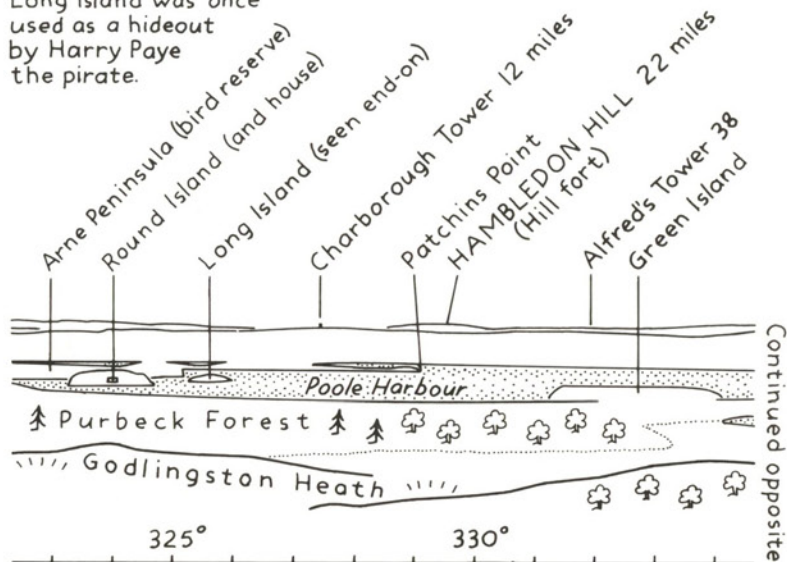 Long Island was once
used as a hideout
by Harry Paye
the pirate.
Arne Peninsula (bird reserve)
Round Island (and house)
Long Island (seen end-on)
Charborough Tower 12 miles
Patchins Point
HAMBLEDON HILL 22 miles
(Hill fort)
Alfred's Tower 38
Green Island
Poole Harbour
Purbeck Forest
Godlingston Heath
325°
330°
Continued opposite